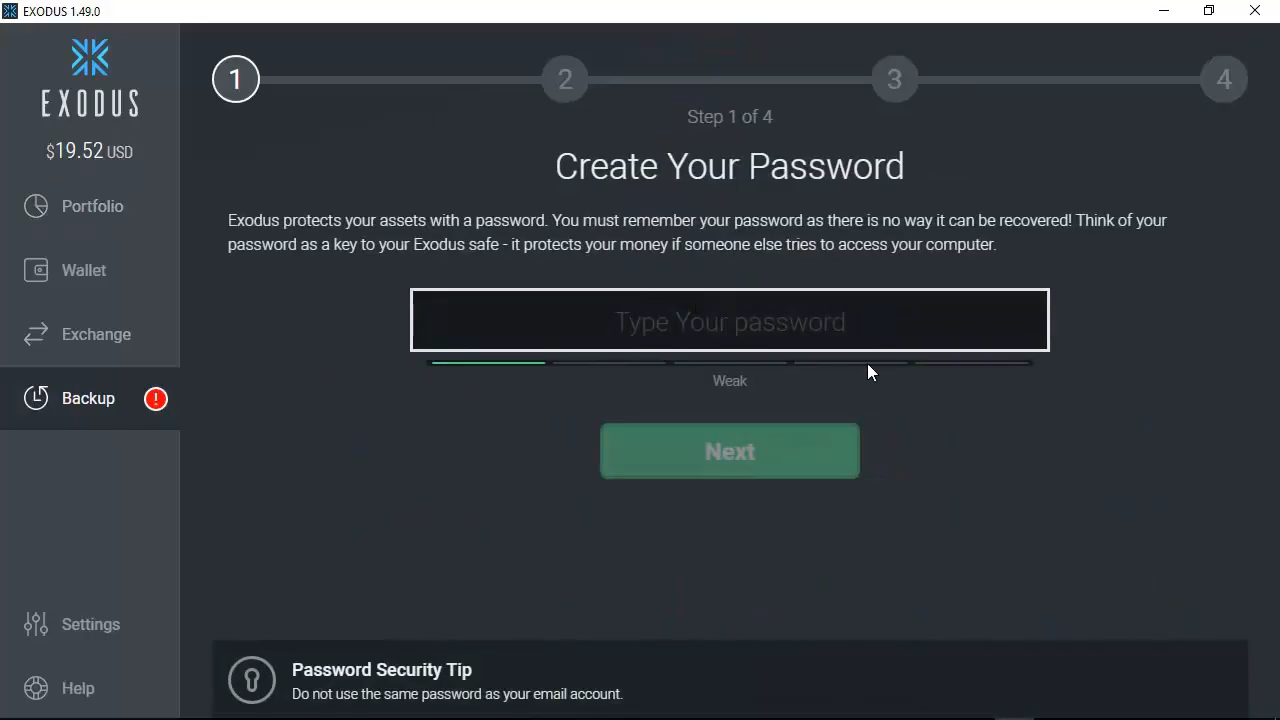 EXODUS 1.49.0
EXODUS
$19.52 USD
Portfolio
Wallet
Exchange
Backup
!
Settings
Help
1
2
3
4
Step 1 of 4
Create Your Password
Exodus protects your assets with a password. You must remember your password as there is no way it can be recovered! Think of your
password as a key to your Exodus safe - it protects your money if someone else tries to access your computer.
Type Your password
Weak
Next
Password Security Tip
Do not use the same password as your email account.